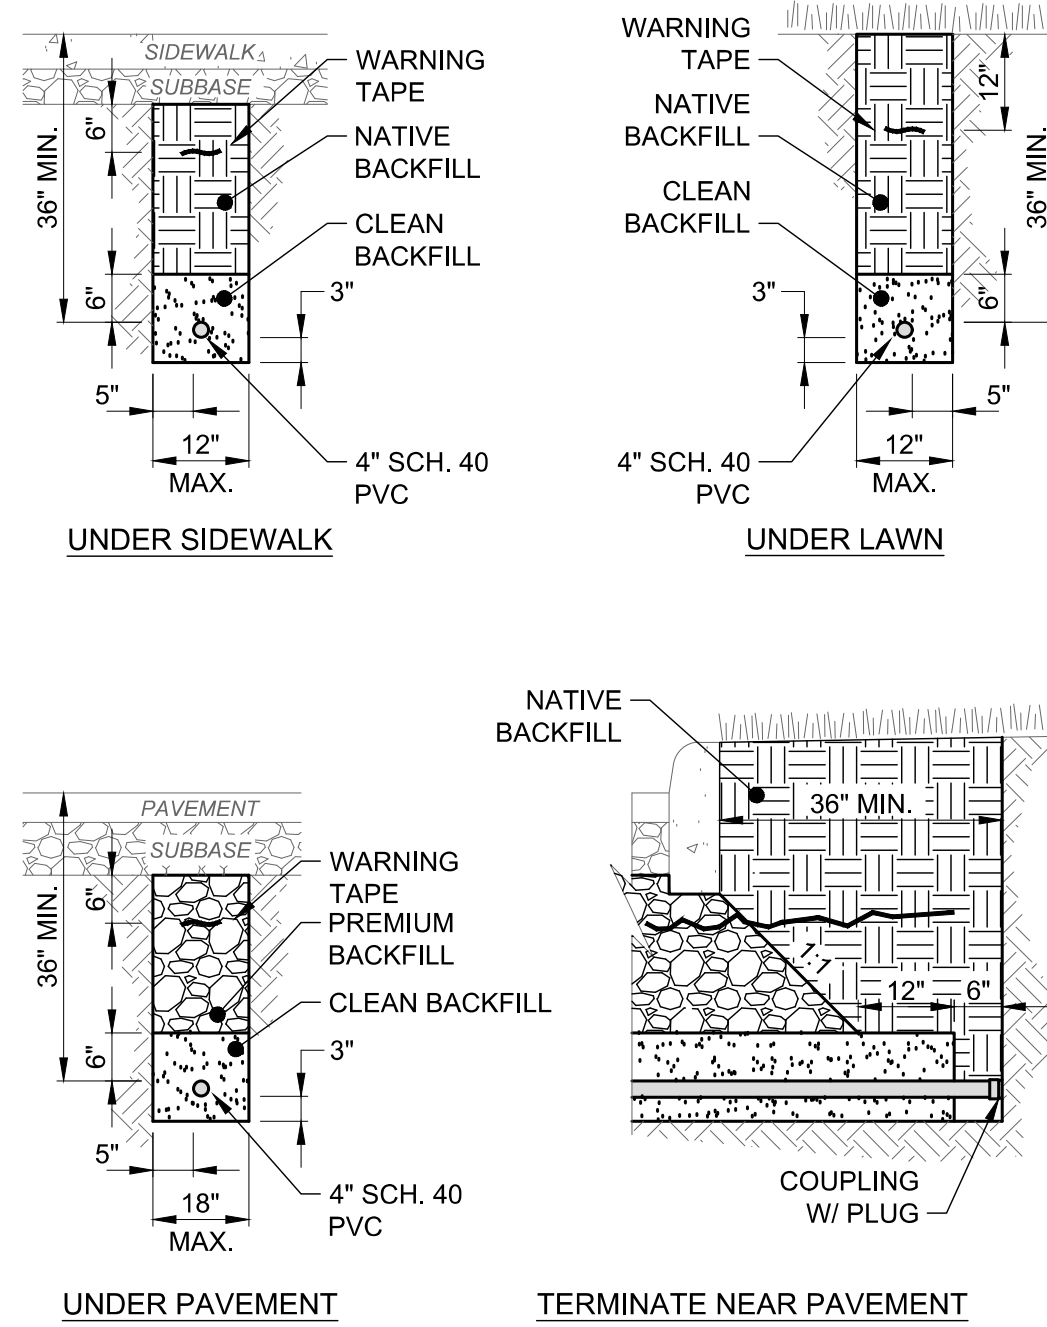 SIDEWALK
SUBBASE
WARNING
TAPE
NATIVE
BACKFILL
CLEAN
BACKFILL
36" MIN.
6"
6"
3"
5"
12"
MAX.
4" SCH. 40
PVC
UNDER SIDEWALK
WARNING
TAPE
NATIVE
BACKFILL
CLEAN
BACKFILL
12"
36" MIN.
6"
3"
5"
12"
MAX.
4" SCH. 40
PVC
UNDER LAWN
PAVEMENT
SUBBASE
WARNING
TAPE
PREMIUM
BACKFILL
CLEAN BACKFILL
36" MIN.
6"
6"
3"
5"
18"
MAX.
4" SCH. 40
PVC
UNDER PAVEMENT
NATIVE
BACKFILL
36" MIN.
1:1
12"
6"
COUPLING
W/ PLUG
TERMINATE NEAR PAVEMENT